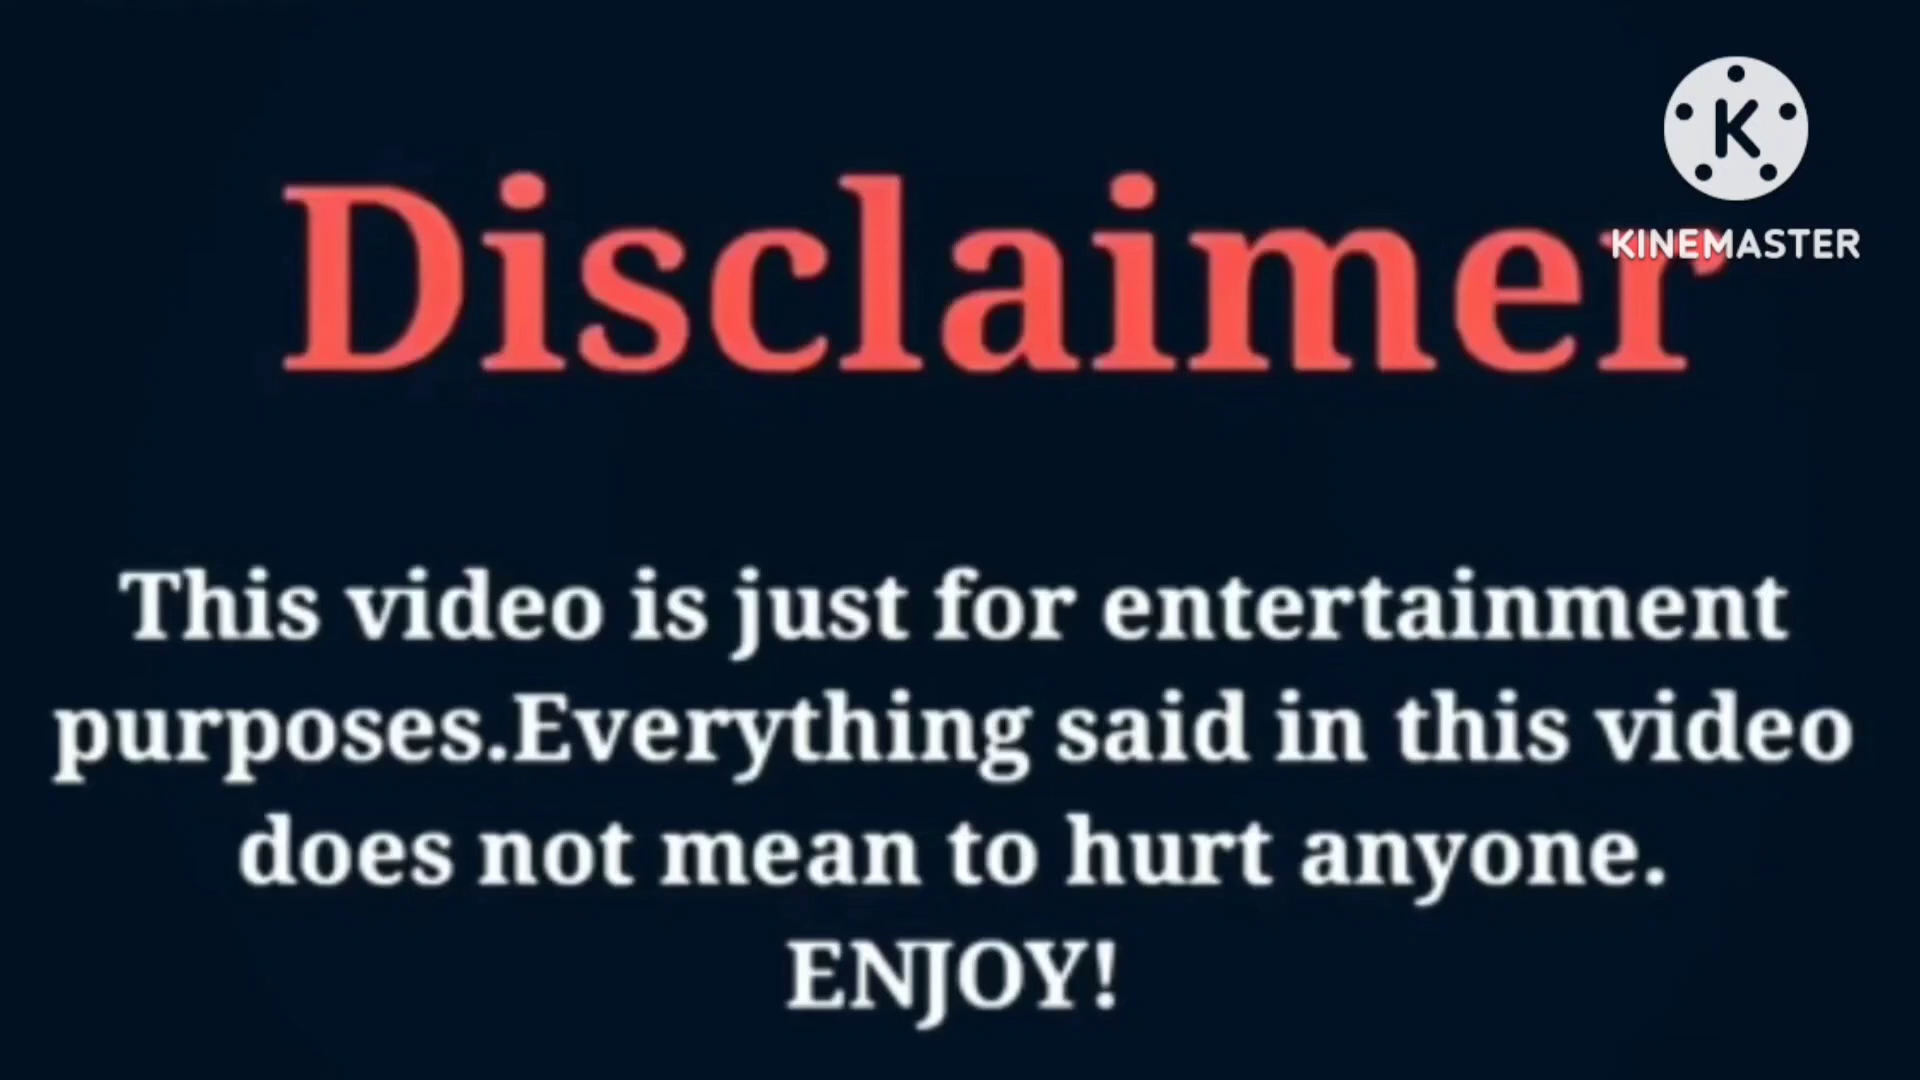 K
KINEMASTER
Disclaimer
This video is just for entertainment
purposes.Everything said in this video
does not mean to hurt anyone.
ENJOY!